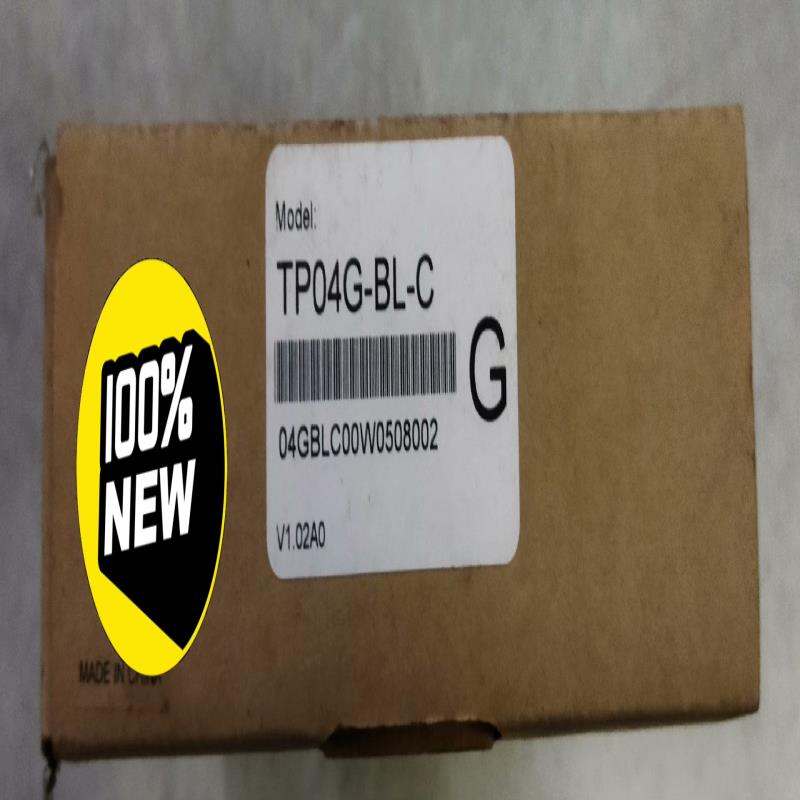 Model:
TP04G-BL-C
G
04GBLC00W0508002
V1.02A0
100%
NEW
MADE IN CHINA